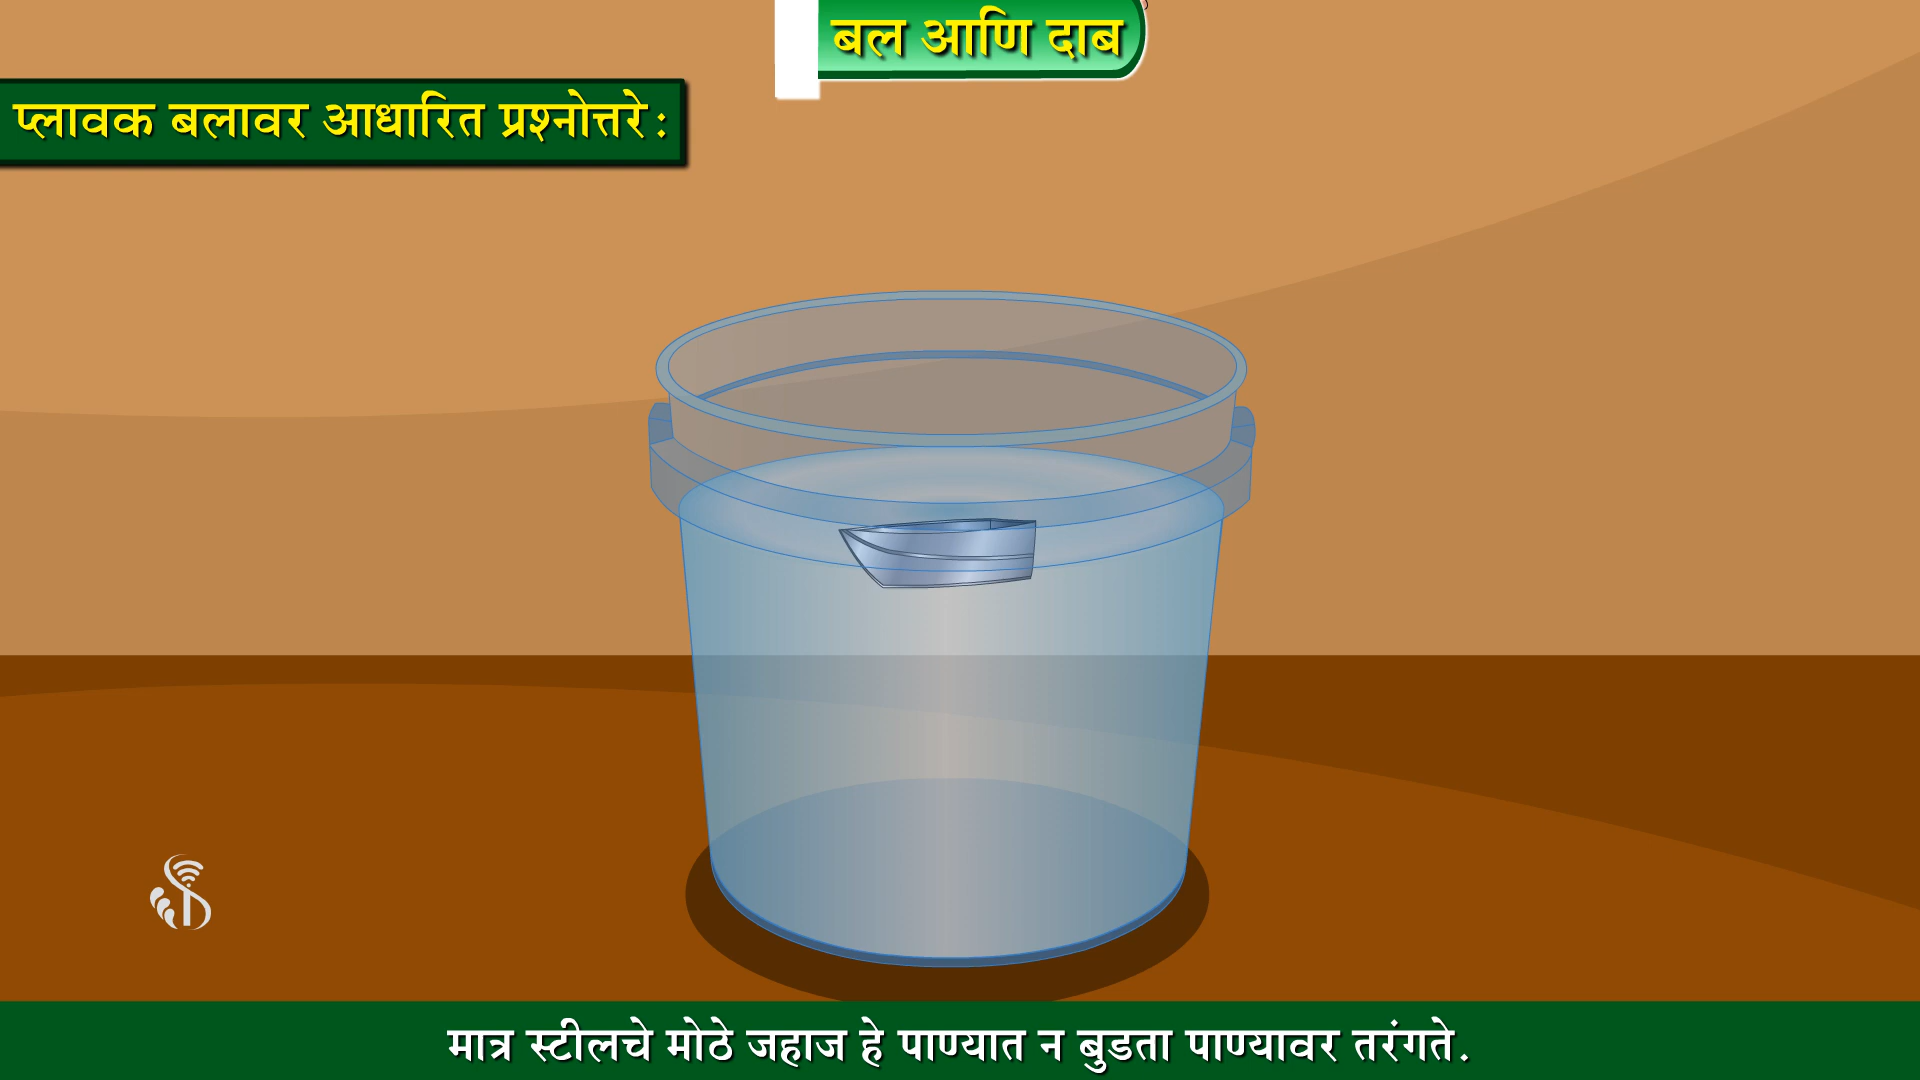 बल आणि दाब
प्लावक बलावर आधारित प्रश्नोत्तरे:
मात्र स्टीलचे मोठे जहाज हे पाण्यात न बुडता पाण्यावर तरंगते.